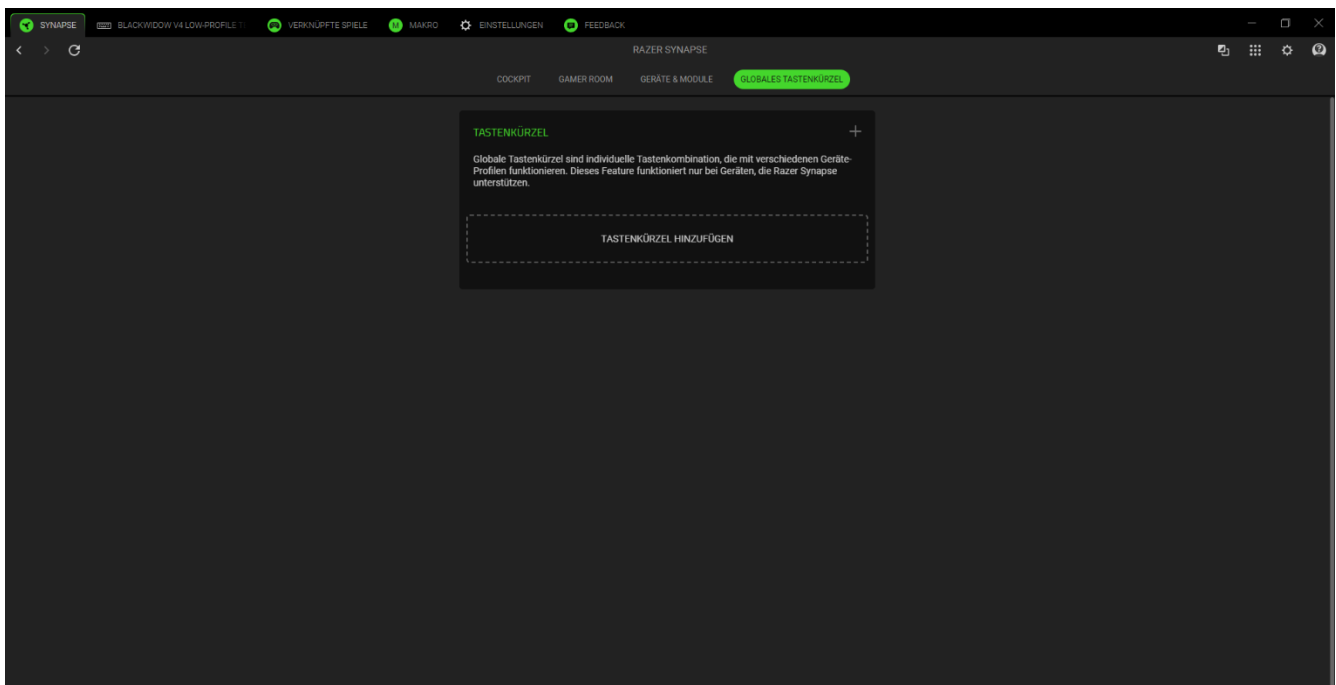 SYNAPSE
BLACKWIDOW V4 LOW-PROFILE
VERKNÜPFTE SPIELE
M MAKRO
EINSTELLUNGEN
FEEDBACK
RAZER SYNAPSE
COCKPIT
GAMER ROOM
GERÄTE & MODULE
GLOBALES TASTENKÜRZEL
TASTENKÜRZEL
Globale Tastenkürzel sind individuelle Tastenkombination, die mit verschiedenen Geräte-
Profilen funktionieren. Dieses Feature funktioniert nur bei Geräten, die Razer Synapse
unterstützen.
TASTENKÜRZEL HINZUFÜGEN